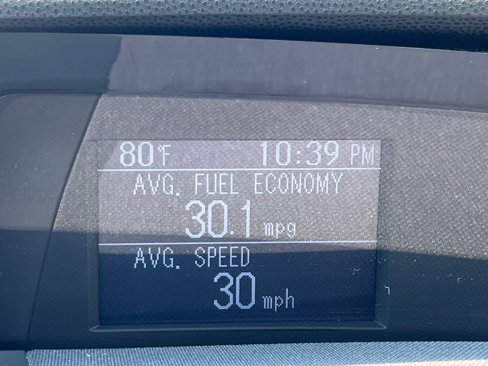 80°F 10:39 PM
AVG. FUEL ECONOMY
30.1 mpg
AVG. SPEED
30 mph